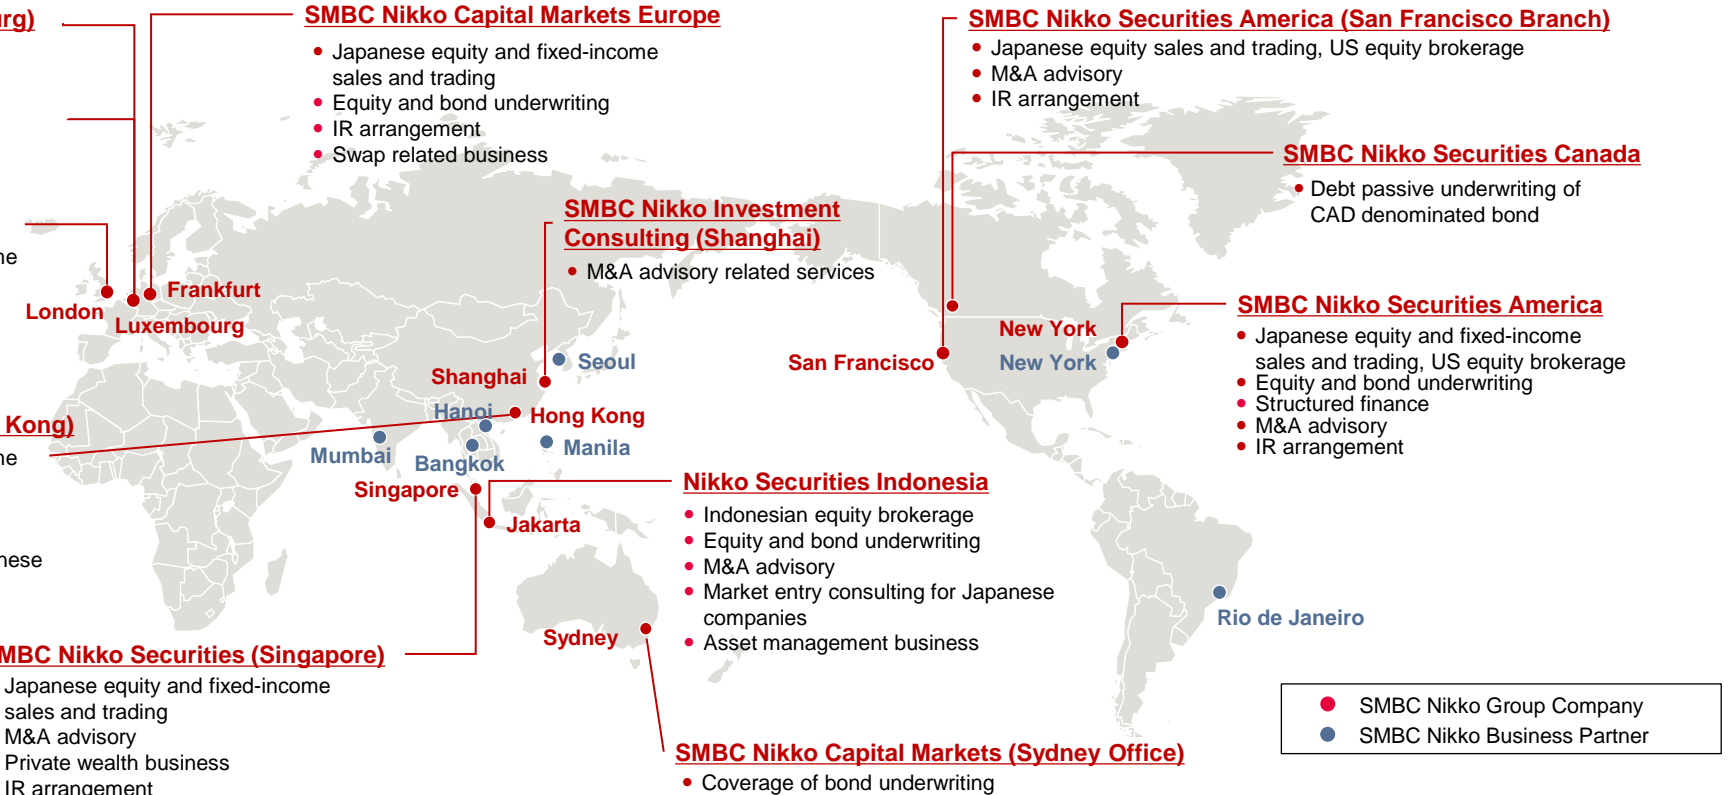 urg)
SMBC Nikko Capital Markets Europe
• Japanese equity and fixed-income
sales and trading
• Equity and bond underwriting
• IR arrangement
• Swap related business
SMBC Nikko Securities America (San Francisco Branch)
• Japanese equity sales and trading, US equity brokerage
• M&A advisory
• IR arrangement
SMBC Nikko Securities Canada
• Debt passive underwriting of
CAD denominated bond
SMBC Nikko Investment
Consulting (Shanghai)
• M&A advisory related services
ne
Frankfurt
London
Luxembourg
SMBC Nikko Securities America
• Japanese equity and fixed-income
sales and trading, US equity brokerage
• Equity and bond underwriting
• Structured finance
• M&A advisory
• IR arrangement
New York
New York
San Francisco
Seoul
Shanghai
Hanoi
Hong Kong
Kong)
ne
Mumbai
Bangkok
Manila
Singapore
Jakarta
Nikko Securities Indonesia
• Indonesian equity brokerage
• Equity and bond underwriting
• M&A advisory
• Market entry consulting for Japanese
companies
• Asset management business
nese
Rio de Janeiro
Sydney
MBC Nikko Securities (Singapore)
Japanese equity and fixed-income
sales and trading
M&A advisory
Private wealth business
IR arrangement
SMBC Nikko Capital Markets (Sydney Office)
• Coverage of bond underwriting
SMBC Nikko Group Company
SMBC Nikko Business Partner